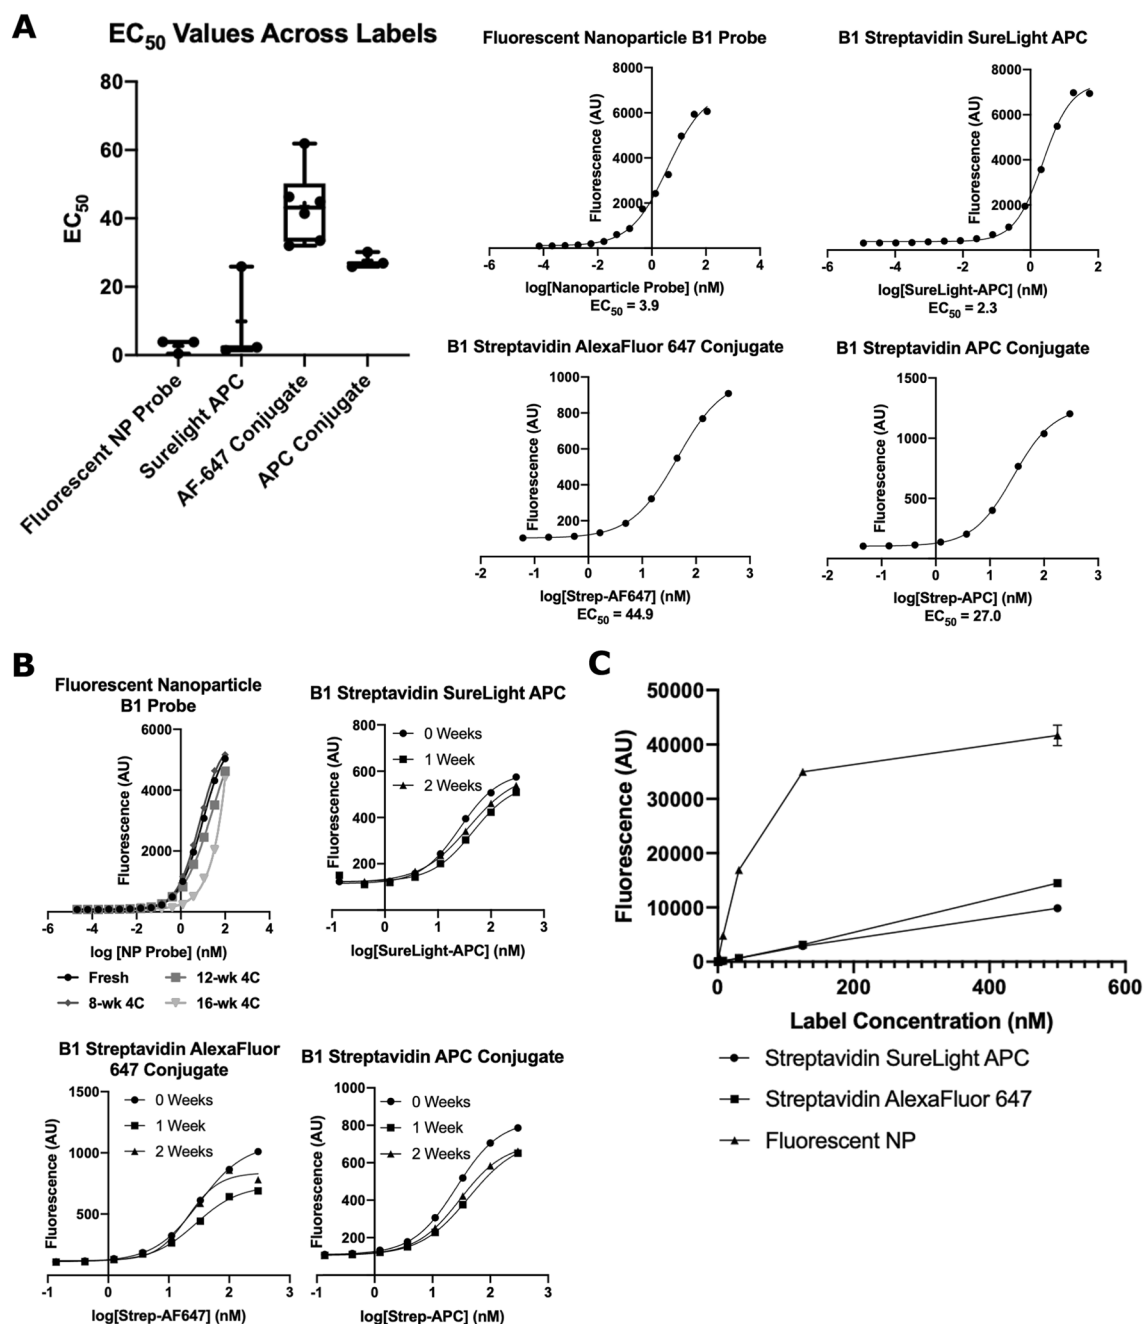 A
EC50 Values Across Labels
80
60
40
20
0
EC50
Fluorescent NP Probe
Surelight APC
AF-647 Conjugate
APC Conjugate
Fluorescent Nanoparticle B1 Probe
8000
6000
4000
2000
Fluorescence (AU)
-6 -4 -2 0 2 4
log[Nanoparticle Probe] (nM)
EC50 = 3.9
B1 Streptavidin SureLight APC
8000
6000
4000
2000
Fluorescence (AU)
-6 -4 -2 0 2
log[SureLight-APC] (nM)
EC50 = 2.3
B1 Streptavidin AlexaFluor 647 Conjugate
1000
800
600
400
200
Fluorescence (AU)
-2 -1 0 1 2 3
log[Strep-AF647] (nM)
EC50 = 44.9
B1 Streptavidin APC Conjugate
1500
1000
500
Fluorescence (AU)
-2 -1 0 1 2 3
log[Strep-APC] (nM)
EC50 = 27.0
B
Fluorescent Nanoparticle
B1 Probe
6000
4000
2000
Fluorescence (AU)
-6 -4 -2 0 2 4
log [NP Probe] (nM)
Fresh
12-wk 4C
8-wk 4C
16-wk 4C
B1 Streptavidin SureLight APC
800
600
400
200
Fluorescence (AU)
0 Weeks
1 Week
2 Weeks
-1 0 1 2 3
log[SureLight-APC] (nM)
B1 Streptavidin AlexaFluor
647 Conjugate
1500
1000
500
Fluorescence (AU)
0 Weeks
1 Week
2 Weeks
-1 0 1 2 3
log[Strep-AF647] (nM)
B1 Streptavidin APC Conjugate
1000
800
600
400
200
Fluorescence (AU)
0 Weeks
1 Week
2 Weeks
-1 0 1 2 3
log[Strep-APC] (nM)
C
50000
40000
30000
20000
10000
0
Fluorescence (AU)
0 200 400 600
Label Concentration (nM)
Streptavidin SureLight APC
Streptavidin AlexaFluor 647
Fluorescent NP